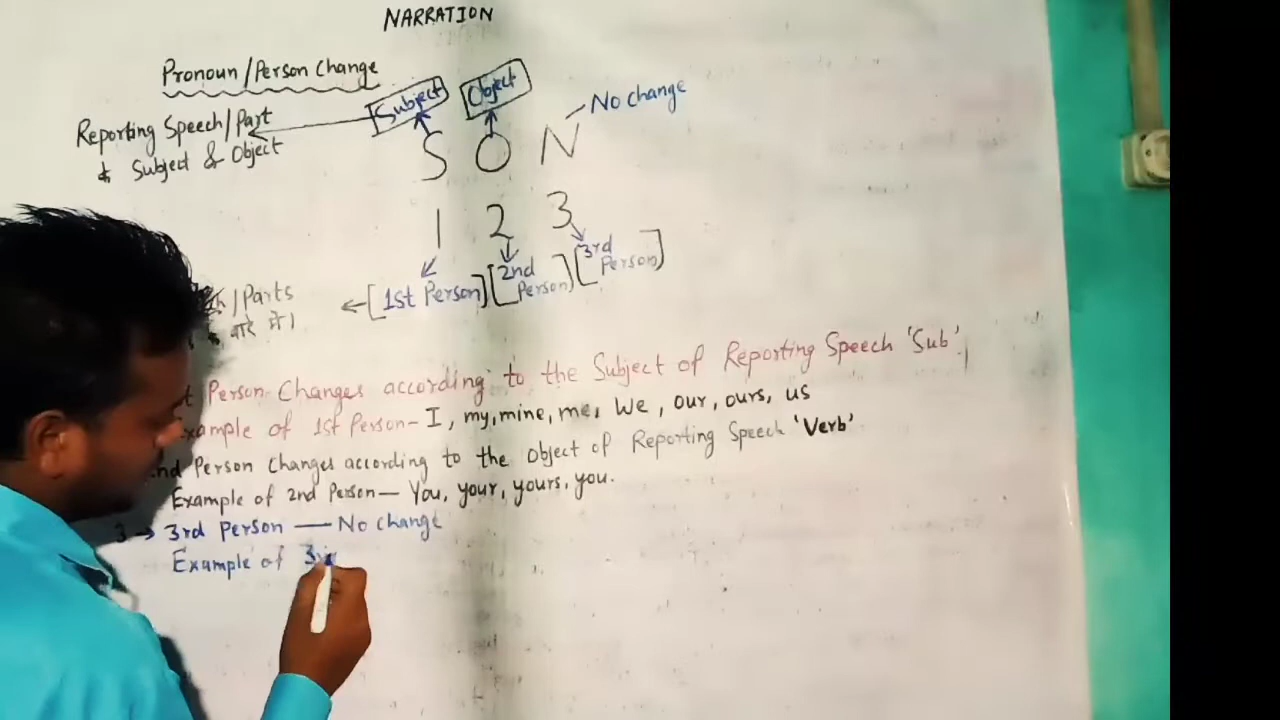 NARRATION
Pronoun/Person Change
Subject
Object
No change
Reporting Speech/Part
Subject & Object
S O N
1 2 3
/Parts
में।
[1st Person]
[2nd Person]
[3rd Person]
Person Changes according to the Subject of Reporting Speech 'Sub'.
Example of 1st Person- I, my, mine, me, We, our, ours, us
Person Changes according to the object of Reporting Speech 'Verb'
Example of 2nd Person— You, your, yours, you.
3 → 3rd Person — No change
Example of